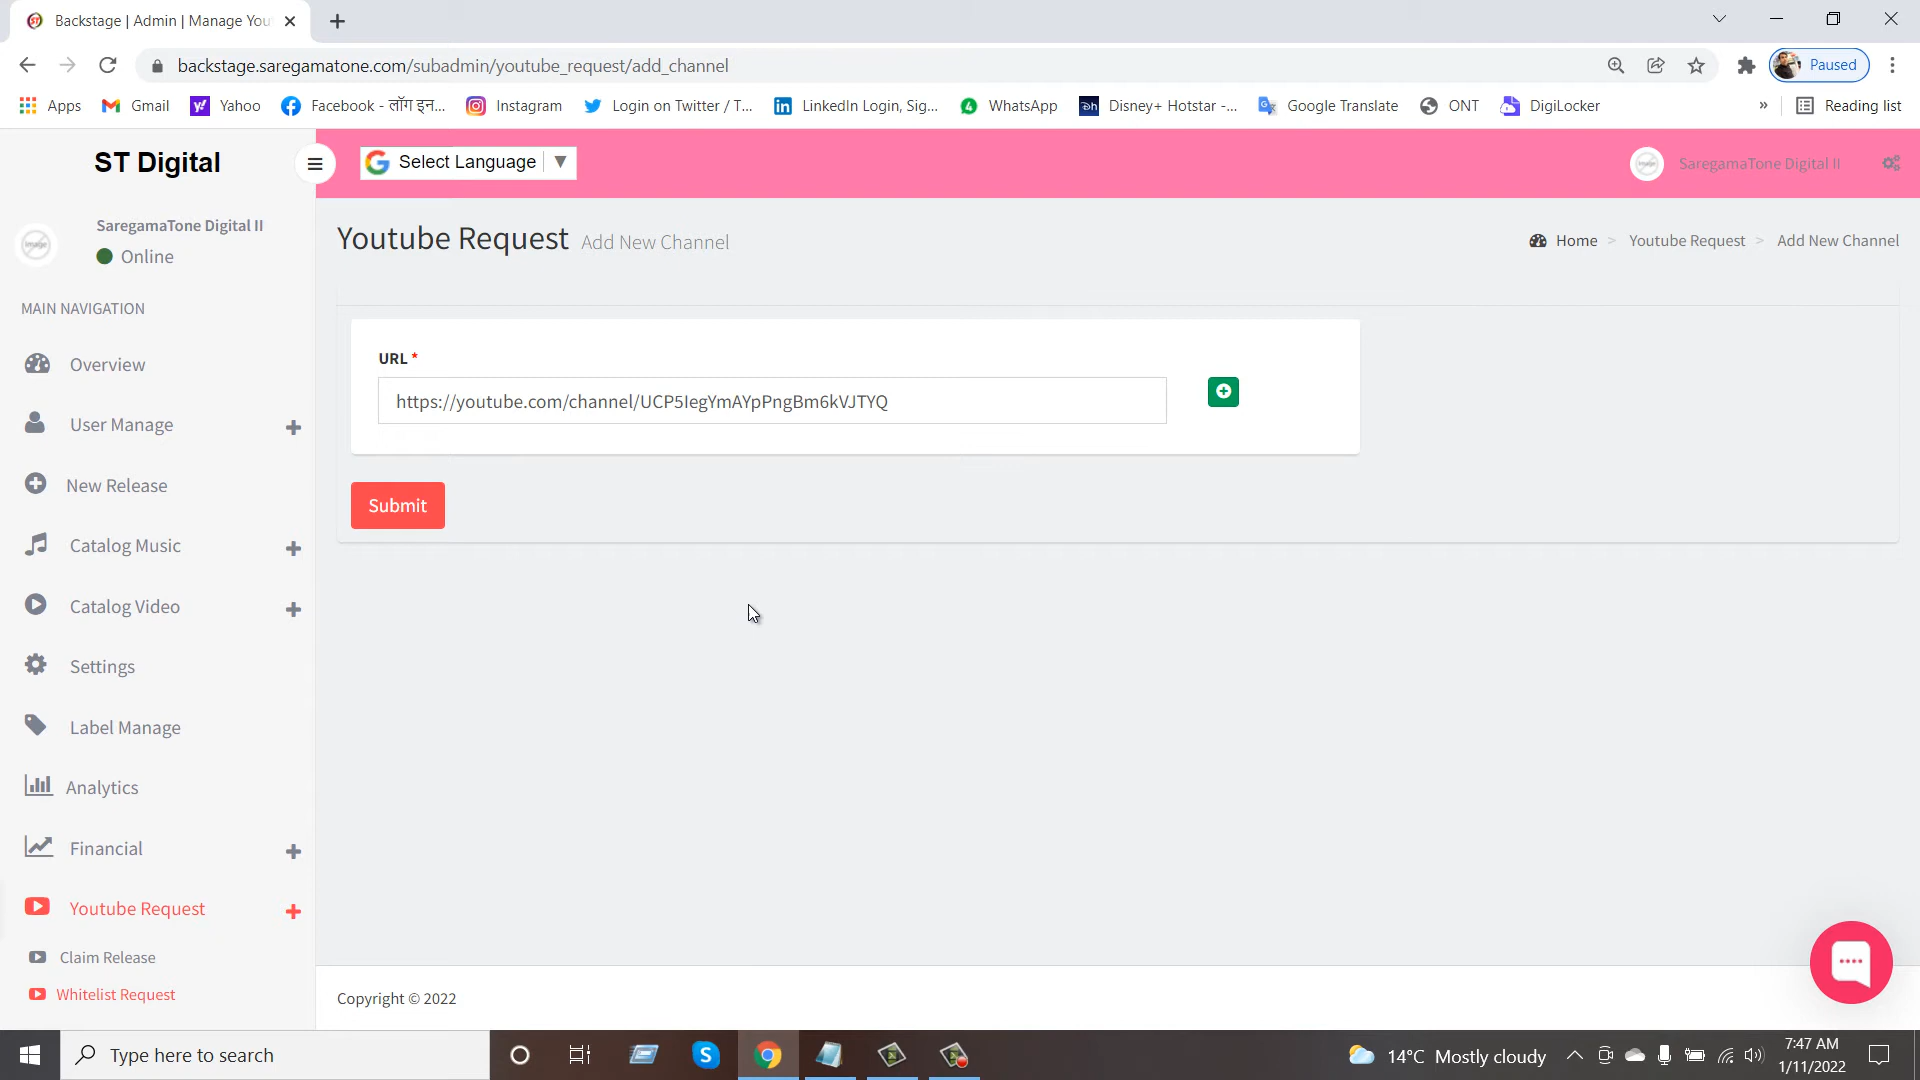 Backstage | Admin | Manage You
backstage.saregamatone.com/subadmin/youtube_request/add_channel
Paused
Apps
Gmail
Yahoo
Facebook - लॉग इन...
Instagram
Login on Twitter / T...
LinkedIn Login, Sig...
WhatsApp
Disney+ Hotstar -...
Google Translate
ONT
DigiLocker
»
Reading list
ST Digital
Select Language ▼
SaregamaTone Digital II
SaregamaTone Digital II
Online
Youtube Request Add New Channel
Home > Youtube Request > Add New Channel
MAIN NAVIGATION
Overview
User Manage
New Release
Catalog Music
Catalog Video
Settings
Label Manage
Analytics
Financial
Youtube Request
Claim Release
Whitelist Request
URL *
https://youtube.com/channel/UCP5IegYmAYpPngBm6kVJTYQ
Submit
Copyright © 2022
Type here to search
14°C Mostly cloudy
7:47 AM
1/11/2022